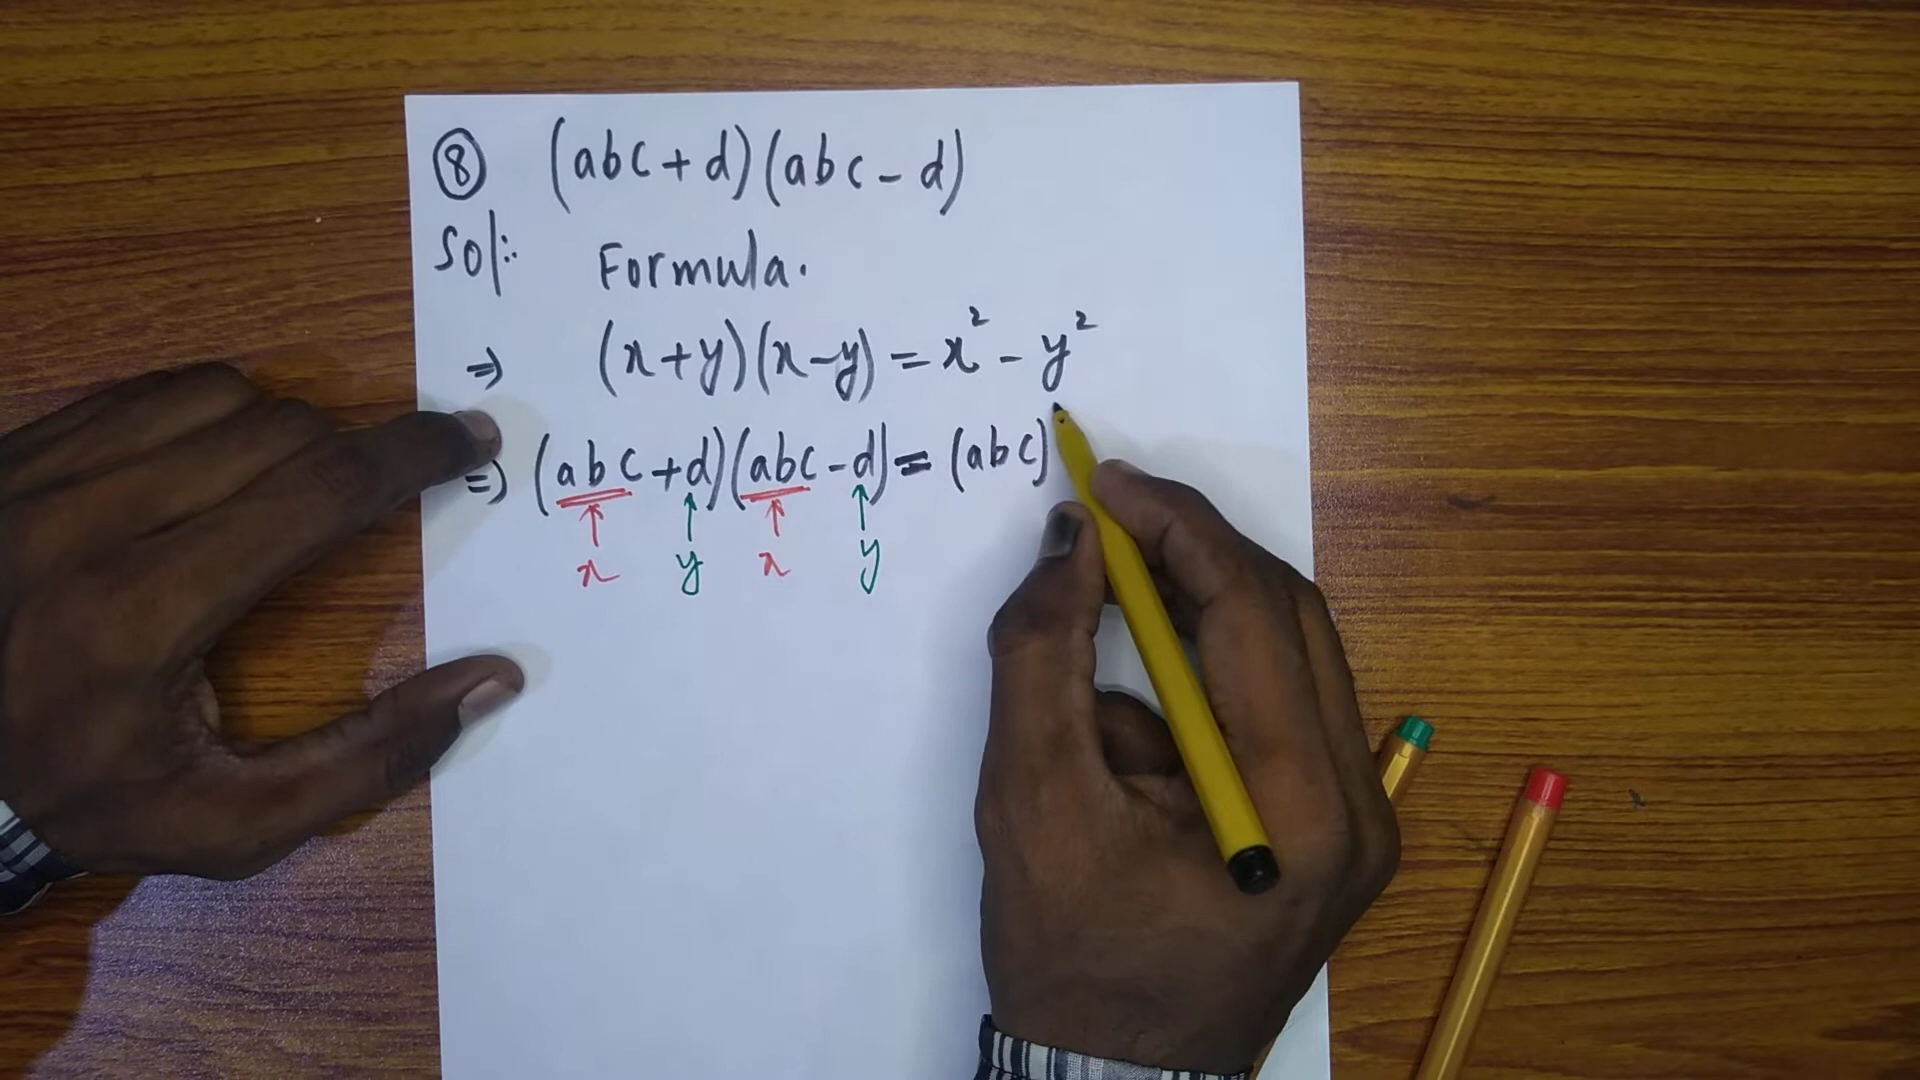 ⑧ (abc+d)(abc-d)
Sol:. Formula.
⇒ (x+y)(x-y) = x² - y²
⇒ (abc+d)(abc-d) = (abc)
x y x y